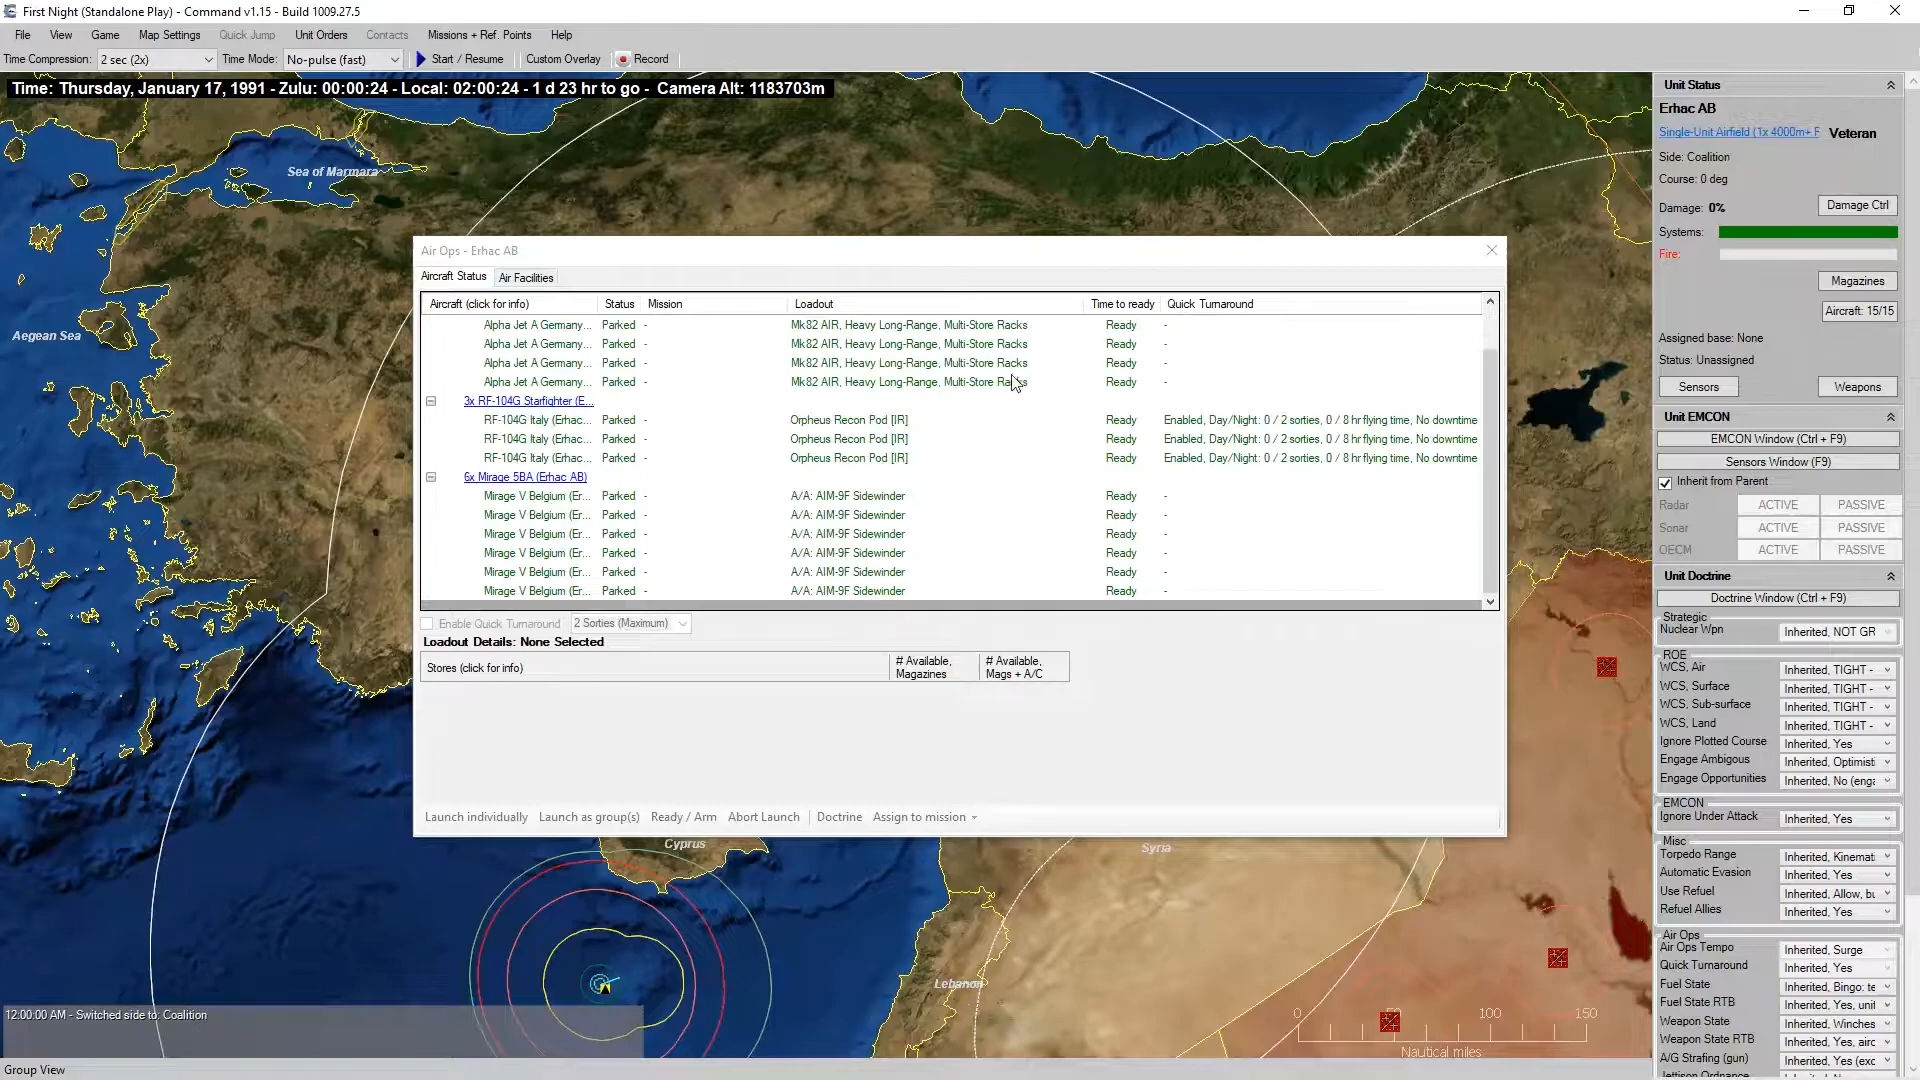 First Night (Standalone Play) - Command v1.15 - Build 1009.27.5
File View Game Map Settings Quick Jump Unit Orders Contacts Missions + Ref. Points Help
Time Compression: 2 sec (2x) Time Mode: No-pulse (fast) Start / Resume Custom Overlay Record
Time: Thursday, January 17, 1991 - Zulu: 00:00:24 - Local: 02:00:24 - 1 d 23 hr to go - Camera Alt: 1183703m
Sea of Marmara
Aegean Sea
Cyprus
Syria
Lebanon
Air Ops - Erhac AB
Aircraft Status Air Facilities
Aircraft (click for info) Status Mission Loadout Time to ready Quick Turnaround
Alpha Jet A Germany... Parked - Mk82 AIR, Heavy Long-Range, Multi-Store Racks Ready -
Alpha Jet A Germany... Parked - Mk82 AIR, Heavy Long-Range, Multi-Store Racks Ready -
Alpha Jet A Germany... Parked - Mk82 AIR, Heavy Long-Range, Multi-Store Racks Ready -
Alpha Jet A Germany... Parked - Mk82 AIR, Heavy Long-Range, Multi-Store Racks Ready -
3x RF-104G Starfighter (E...
RF-104G Italy (Erhac... Parked - Orpheus Recon Pod [IR] Ready Enabled, Day/Night: 0 / 2 sorties, 0 / 8 hr flying time, No downtime
RF-104G Italy (Erhac... Parked - Orpheus Recon Pod [IR] Ready Enabled, Day/Night: 0 / 2 sorties, 0 / 8 hr flying time, No downtime
RF-104G Italy (Erhac... Parked - Orpheus Recon Pod [IR] Ready Enabled, Day/Night: 0 / 2 sorties, 0 / 8 hr flying time, No downtime
6x Mirage 5BA (Erhac AB)
Mirage V Belgium (Er... Parked - A/A: AIM-9F Sidewinder Ready -
Mirage V Belgium (Er... Parked - A/A: AIM-9F Sidewinder Ready -
Mirage V Belgium (Er... Parked - A/A: AIM-9F Sidewinder Ready -
Mirage V Belgium (Er... Parked - A/A: AIM-9F Sidewinder Ready -
Mirage V Belgium (Er... Parked - A/A: AIM-9F Sidewinder Ready -
Mirage V Belgium (Er... Parked - A/A: AIM-9F Sidewinder Ready -
Enable Quick Turnaround 2 Sorties (Maximum)
Loadout Details: None Selected
Stores (click for info) # Available, Magazines # Available, Mags + A/C
Launch individually Launch as group(s) Ready / Arm Abort Launch Doctrine Assign to mission
12:00:00 AM - Switched side to: Coalition
Group View
0 100 150
Nautical miles
Unit Status
Erhac AB
Single-Unit Airfield (1x 4000m+ F Veteran
Side: Coalition
Course: 0 deg
Damage: 0% Damage Ctrl
Systems:
Fire:
Magazines
Aircraft: 15/15
Assigned base: None
Status: Unassigned
Sensors Weapons
Unit EMCON
EMCON Window (Ctrl + F9)
Sensors Window (F9)
Inherit from Parent
Radar ACTIVE PASSIVE
Sonar ACTIVE PASSIVE
OECM ACTIVE PASSIVE
Unit Doctrine
Doctrine Window (Ctrl + F9)
Strategic
Nuclear Wpn Inherited, NOT GR
ROE
WCS, Air Inherited, TIGHT -
WCS, Surface Inherited, TIGHT -
WCS, Sub-surface Inherited, TIGHT -
WCS, Land Inherited, TIGHT -
Ignore Plotted Course Inherited, Yes
Engage Ambigous Inherited, Optimist
Engage Opportunities Inherited, No (enga
EMCON
Ignore Under Attack Inherited, Yes
Misc
Torpedo Range Inherited, Kinemati
Automatic Evasion Inherited, Yes
Use Refuel Inherited, Allow, bu
Refuel Allies Inherited, Yes
Air Ops
Air Ops Tempo Inherited, Surge
Quick Turnaround Inherited, Yes
Fuel State Inherited, Bingo: te
Fuel State RTB Inherited, Yes, unit
Weapon State Inherited, Winches
Weapon State RTB Inherited, Yes, airc
A/G Strafing (gun) Inherited, Yes (exc
Jettison Ordnance